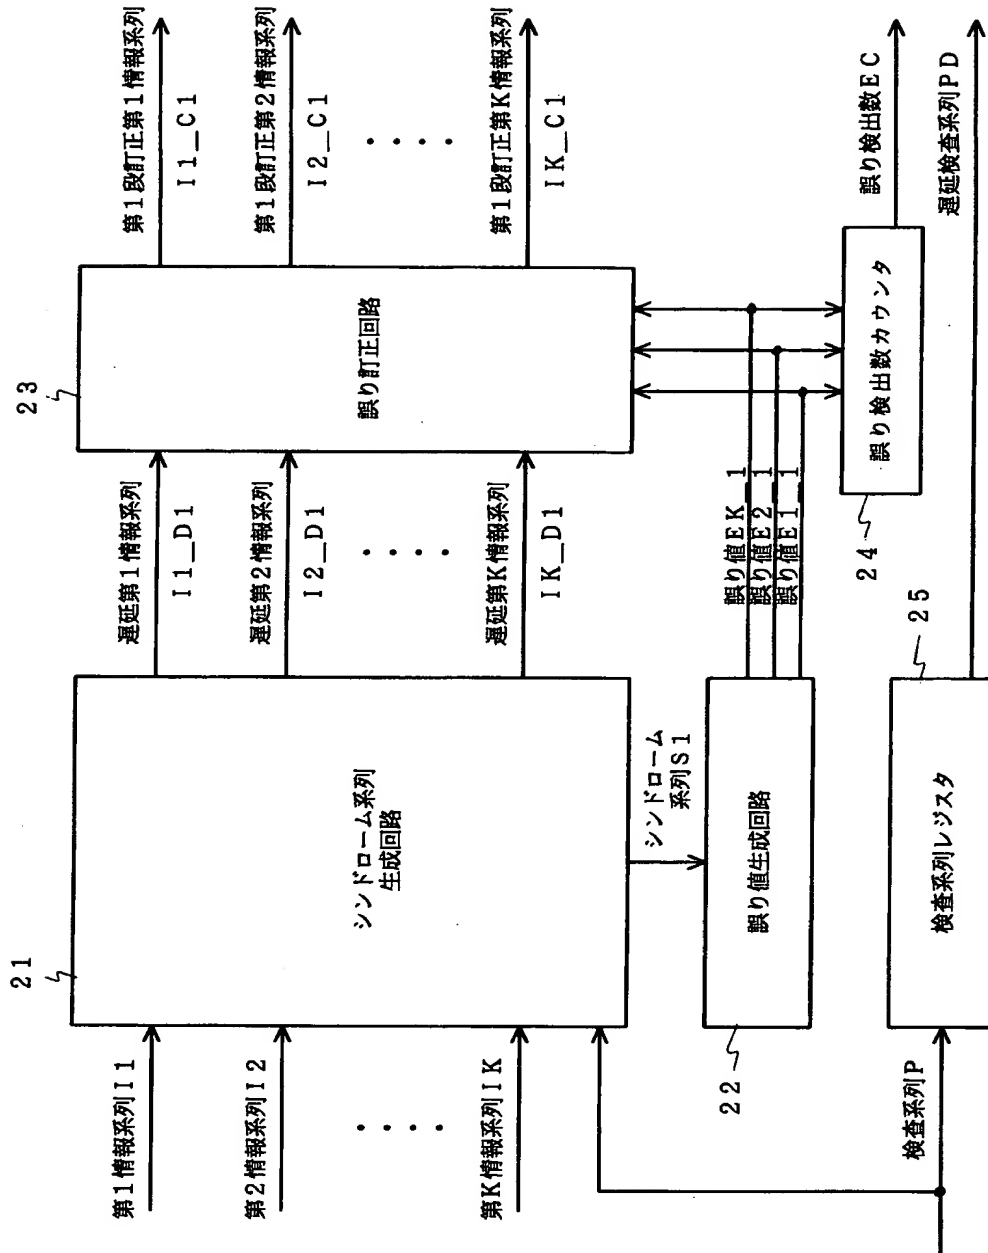 第1情報系列I1
第2情報系列I2
・・・・
第K情報系列IK
検査系列P
21
シンドローム系列
生成回路
シンドローム
系列S1
22
誤り値生成回路
検査系列レジスタ
25
遅延第1情報系列
I1_D1
遅延第2情報系列
I2_D1
・・・・
遅延第K情報系列
IK_D1
誤り値EK_1
誤り値E2_1
誤り値E1_1
23
誤り訂正回路
24
誤り検出数カウンタ
第1段訂正第1情報系列
I1_C1
第1段訂正第2情報系列
I2_C1
・・・・
第1段訂正第K情報系列
IK_C1
誤り検出数EC
遅延検査系列PD